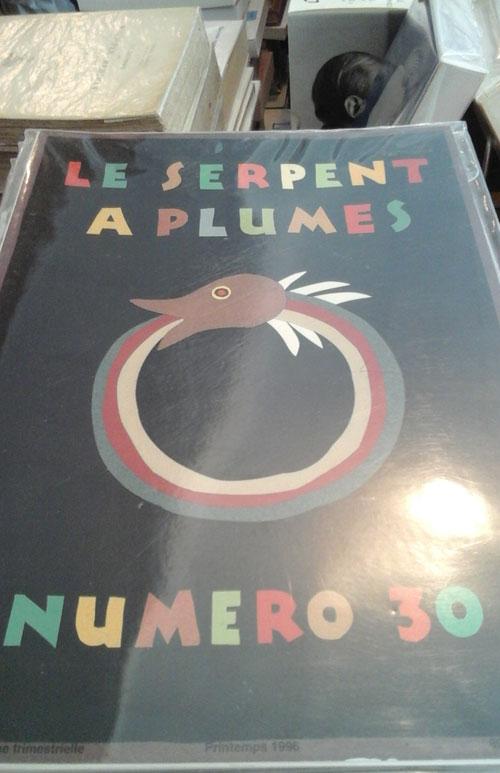 LE SERPENT
A PLUMES
NUMERO 30
trimestrielle Printemps 1996